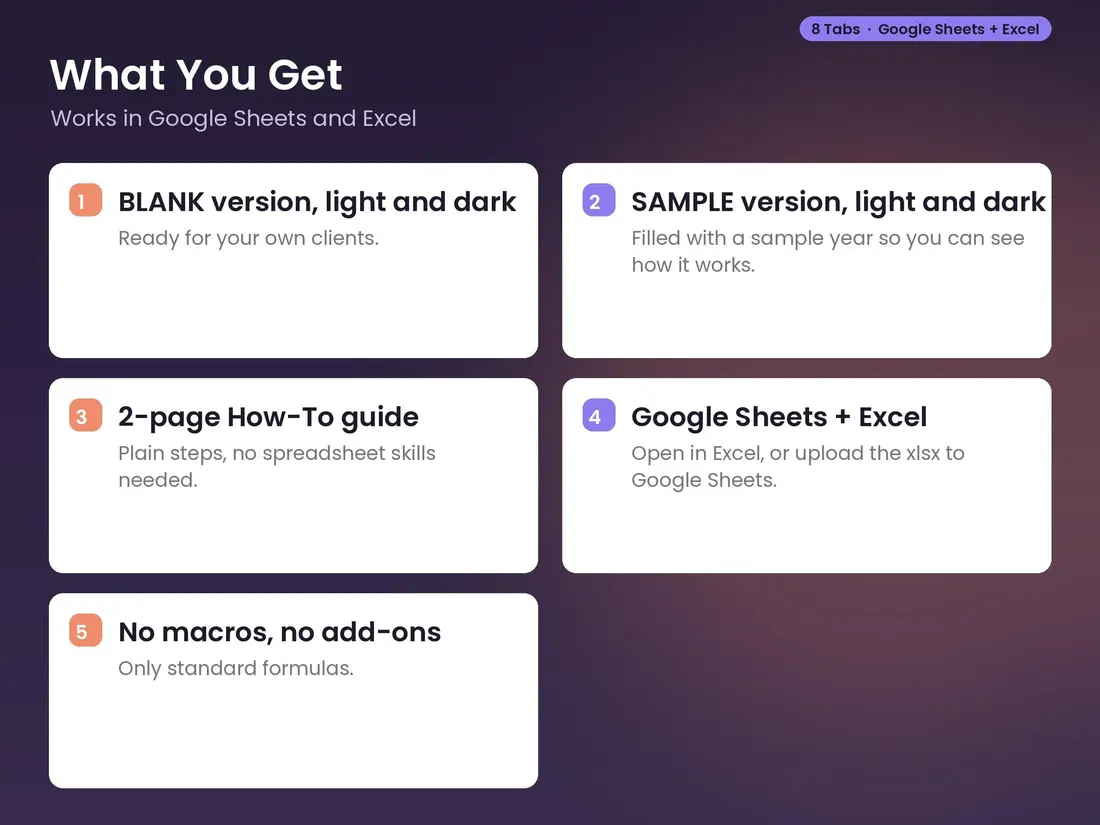 8 Tabs · Google Sheets + Excel
What You Get
Works in Google Sheets and Excel
1
BLANK version, light and dark
Ready for your own clients.
2
SAMPLE version, light and dark
Filled with a sample year so you can see
how it works.
3
2-page How-To guide
Plain steps, no spreadsheet skills
needed.
4
Google Sheets + Excel
Open in Excel, or upload the xlsx to
Google Sheets.
5
No macros, no add-ons
Only standard formulas.